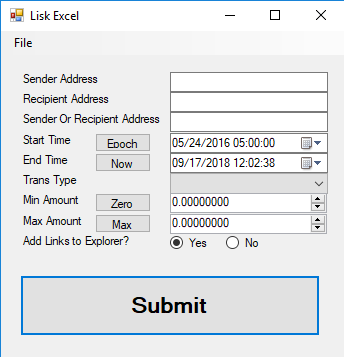 Lisk Excel
File
Sender Address
Recipient Address
Sender Or Recipient Address
Start Time Epoch 05/24/2016 05:00:00
End Time Now 09/17/2018 12:02:38
Trans Type
Min Amount Zero 0.00000000
Max Amount Max 0.00000000
Add Links to Explorer? Yes No
Submit